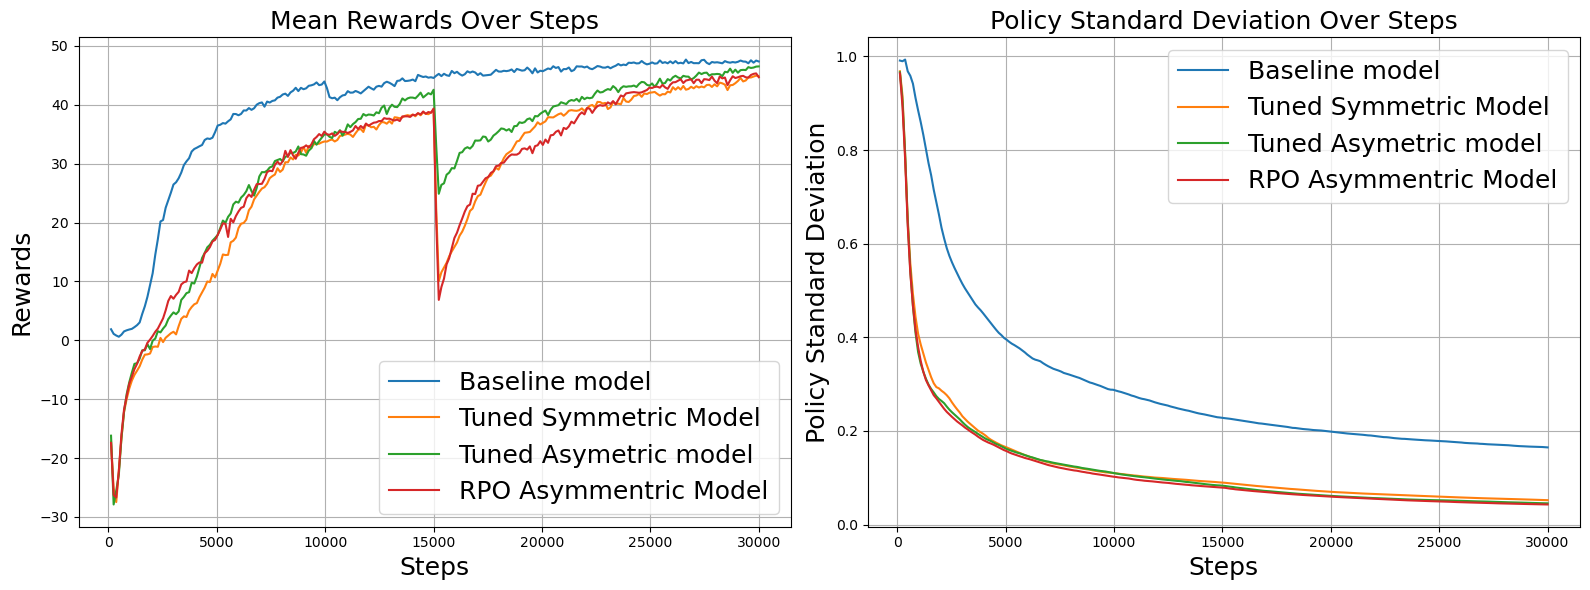 Mean Rewards Over Steps
Rewards
50
40
30
20
10
0
−10
−20
−30
0 5000 10000 15000 20000 25000 30000
Steps
Baseline model
Tuned Symmetric Model
Tuned Asymetric model
RPO Asymmentric Model
Policy Standard Deviation Over Steps
Policy Standard Deviation
1.0
0.8
0.6
0.4
0.2
0.0
0 5000 10000 15000 20000 25000 30000
Steps
Baseline model
Tuned Symmetric Model
Tuned Asymetric model
RPO Asymmentric Model